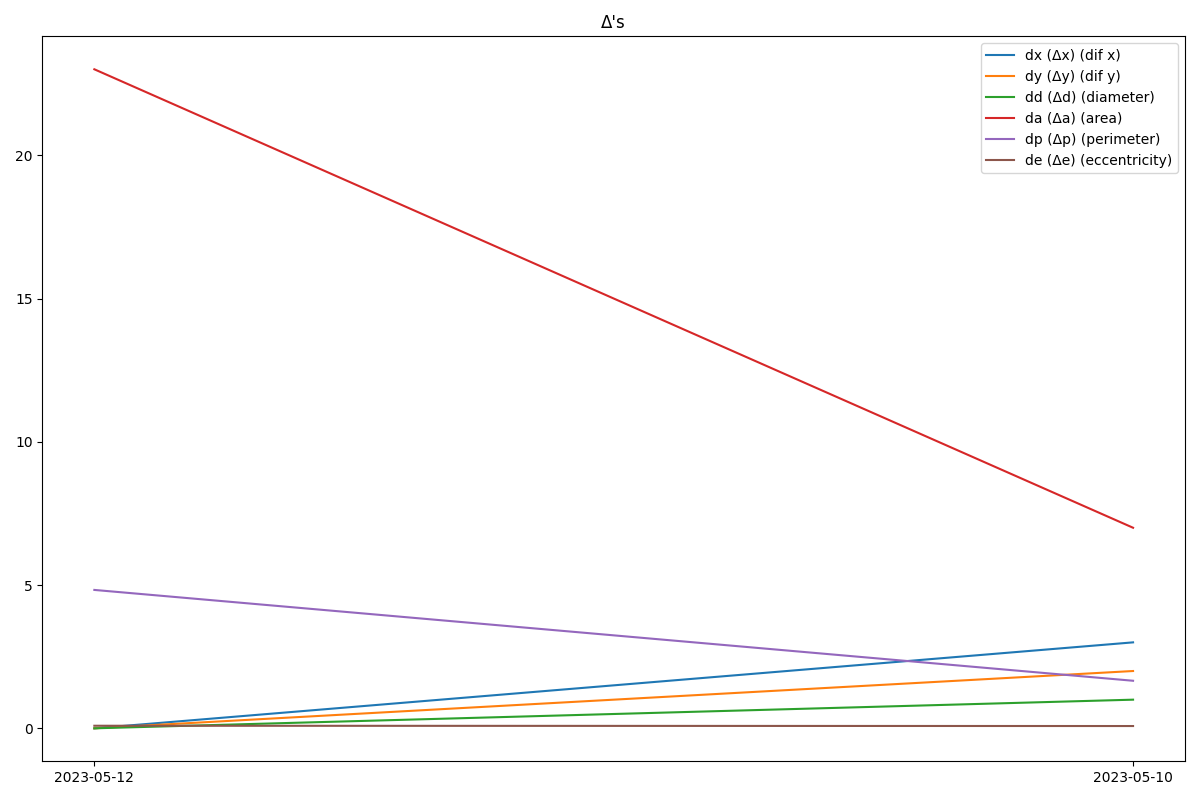 Δ's
dx (Δx) (dif x)
dy (Δy) (dif y)
dd (Δd) (diameter)
da (Δa) (area)
dp (Δp) (perimeter)
de (Δe) (eccentricity)
20
15
10
5
0
2023-05-12
2023-05-10